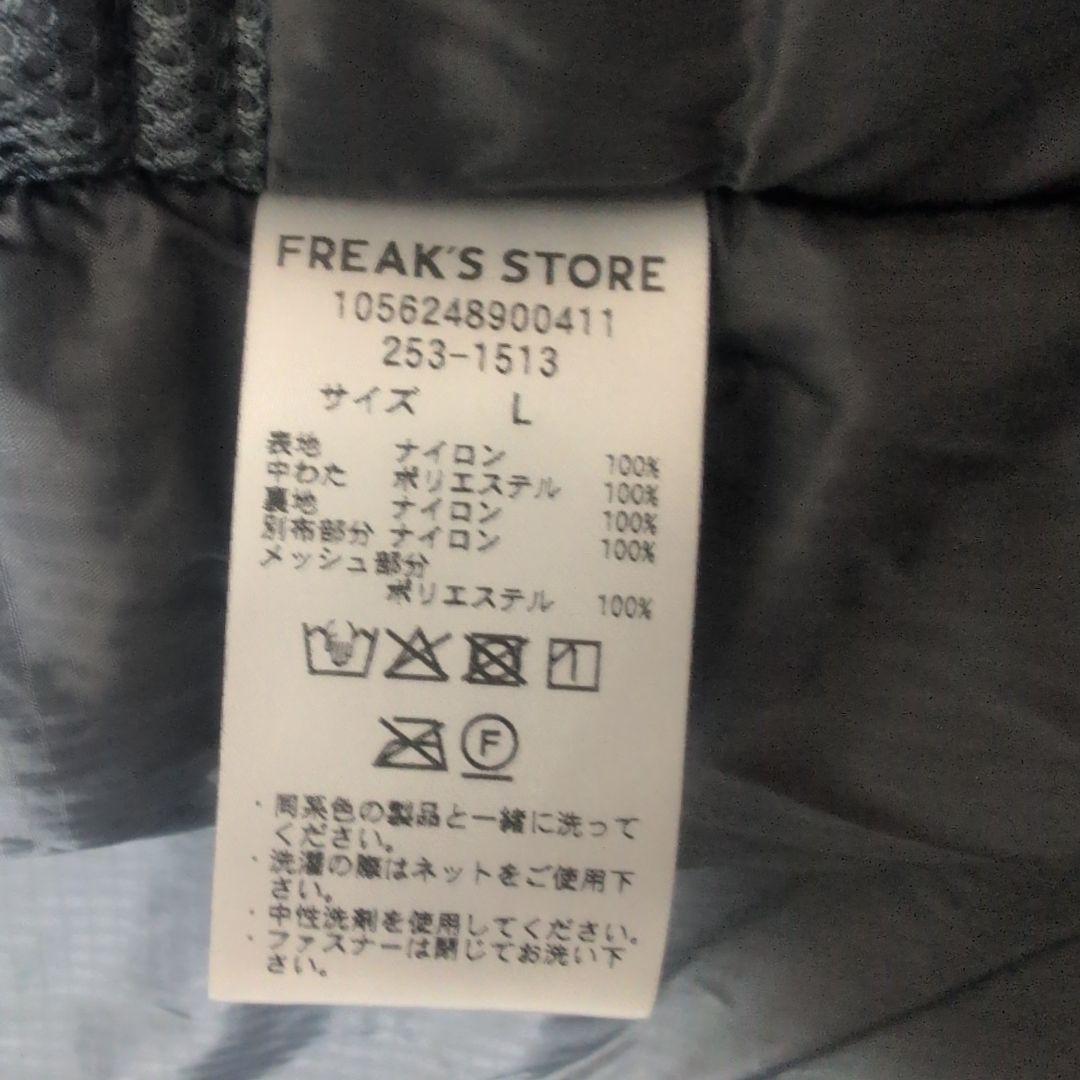 FREAK'S STORE
1056248900411
253-1513
サイズ L
表地 ナイロン 100%
中わた ポリエステル 100%
裏地 ナイロン 100%
別布部分 ナイロン 100%
メッシュ部分
ポリエステル 100%
F
・同系色の製品と一緒に洗って
ください。
・洗濯の際はネットをご使用下
さい。
・中性洗剤を使用してください。
・ファスナーは閉じてお洗い下
さい。